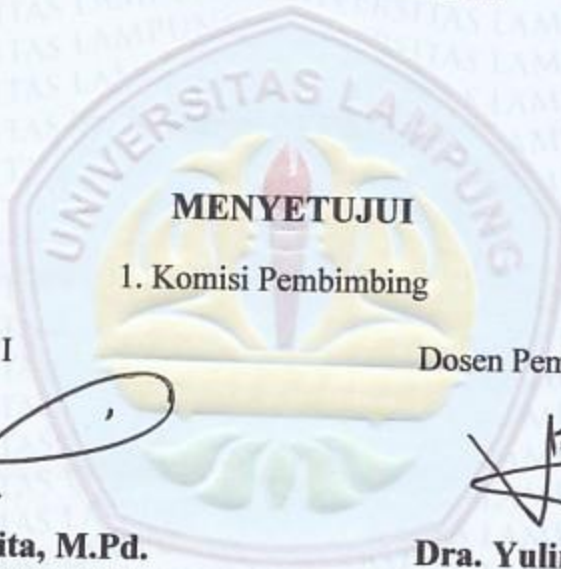 UNIVERSITAS LAMPUNG
MENYETUJUI
1. Komisi Pembimbing
I
Dosen Pem
ita, M.Pd.
Dra. Yuli